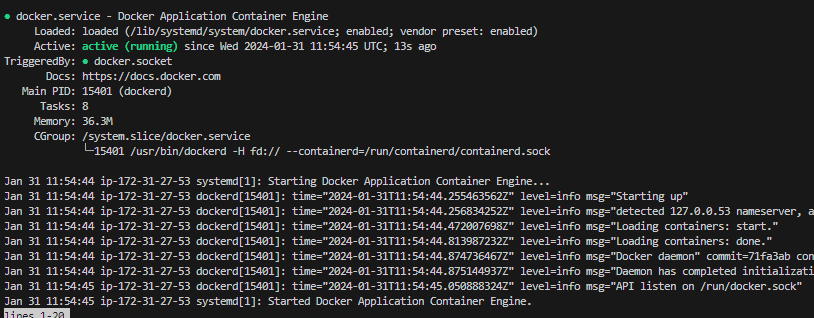 ● docker.service - Docker Application Container Engine
Loaded: loaded (/lib/systemd/system/docker.service; enabled; vendor preset: enabled)
Active: active (running) since Wed 2024-01-31 11:54:45 UTC; 13s ago
TriggeredBy: ● docker.socket
Docs: https://docs.docker.com
Main PID: 15401 (dockerd)
Tasks: 8
Memory: 36.3M
CGroup: /system.slice/docker.service
└─15401 /usr/bin/dockerd -H fd:// --containerd=/run/containerd/containerd.sock
Jan 31 11:54:44 ip-172-31-27-53 systemd[1]: Starting Docker Application Container Engine...
Jan 31 11:54:44 ip-172-31-27-53 dockerd[15401]: time="2024-01-31T11:54:44.255463562Z" level=info msg="Starting up"
Jan 31 11:54:44 ip-172-31-27-53 dockerd[15401]: time="2024-01-31T11:54:44.256834252Z" level=info msg="detected 127.0.0.53 nameserver, a
Jan 31 11:54:44 ip-172-31-27-53 dockerd[15401]: time="2024-01-31T11:54:44.472007698Z" level=info msg="Loading containers: start."
Jan 31 11:54:44 ip-172-31-27-53 dockerd[15401]: time="2024-01-31T11:54:44.813987232Z" level=info msg="Loading containers: done."
Jan 31 11:54:44 ip-172-31-27-53 dockerd[15401]: time="2024-01-31T11:54:44.874736467Z" level=info msg="Docker daemon" commit=71fa3ab con
Jan 31 11:54:44 ip-172-31-27-53 dockerd[15401]: time="2024-01-31T11:54:44.875144937Z" level=info msg="Daemon has completed initializati
Jan 31 11:54:45 ip-172-31-27-53 dockerd[15401]: time="2024-01-31T11:54:45.050888324Z" level=info msg="API listen on /run/docker.sock"
Jan 31 11:54:45 ip-172-31-27-53 systemd[1]: Started Docker Application Container Engine.
lines 1-20